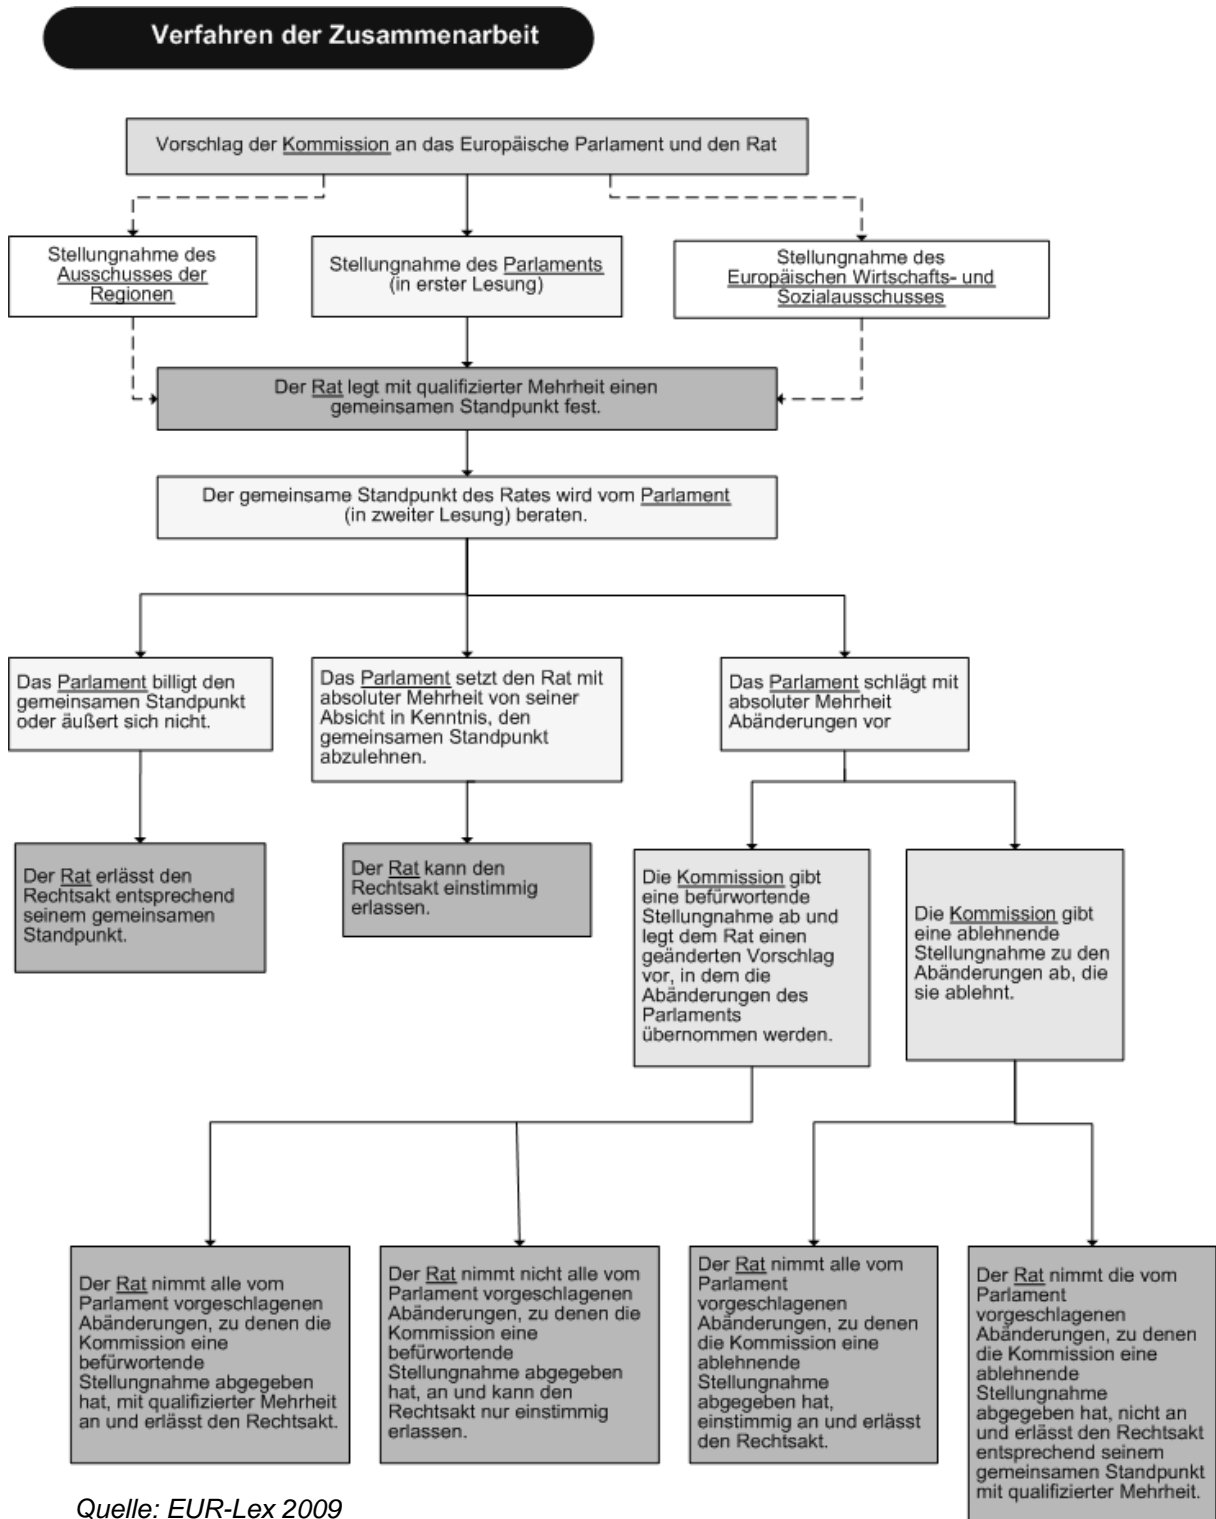 Verfahren der Zusammenarbeit
Vorschlag der Kommission an das Europäische Parlament und den Rat
Stellungnahme des
Ausschusses der
Regionen
Stellungnahme des Parlaments
(in erster Lesung)
Stellungnahme des
Europäischen Wirtschafts- und
Sozialausschusses
Der Rat legt mit qualifizierter Mehrheit einen
gemeinsamen Standpunkt fest.
Der gemeinsame Standpunkt des Rates wird vom Parlament
(in zweiter Lesung) beraten.
Das Parlament billigt den
gemeinsamen Standpunkt
oder äußert sich nicht.
Das Parlament setzt den Rat mit
absoluter Mehrheit von seiner
Absicht in Kenntnis, den
gemeinsamen Standpunkt
abzulehnen.
Das Parlament schlägt mit
absoluter Mehrheit
Abänderungen vor
Der Rat erlässt den
Rechtsakt entsprechend
seinem gemeinsamen
Standpunkt.
Der Rat kann den
Rechtsakt einstimmig
erlassen.
Die Kommission gibt
eine befürwortende
Stellungnahme ab und
legt dem Rat einen
geänderten Vorschlag
vor, in dem die
Abänderungen des
Parlaments
übernommen werden.
Die Kommission gibt
eine ablehnende
Stellungnahme zu den
Abänderungen ab, die
sie ablehnt.
Der Rat nimmt alle vom
Parlament vorgeschlagenen
Abänderungen, zu denen die
Kommission eine
befürwortende
Stellungnahme abgegeben
hat, mit qualifizierter Mehrheit
an und erlässt den Rechtsakt.
Der Rat nimmt nicht alle vom
Parlament vorgeschlagenen
Abänderungen, zu denen die
Kommission eine
befürwortende
Stellungnahme abgegeben
hat, an und kann den
Rechtsakt nur einstimmig
erlassen.
Der Rat nimmt alle vom
Parlament
vorgeschlagenen
Abänderungen, zu denen
die Kommission eine
ablehnende
Stellungnahme
abgegeben hat,
einstimmig an und erlässt
den Rechtsakt.
Der Rat nimmt die vom
Parlament
vorgeschlagenen
Abänderungen, zu denen
die Kommission eine
ablehnende
Stellungnahme
abgegeben hat, nicht an
und erlässt den Rechtsakt
entsprechend seinem
gemeinsamen Standpunkt
mit qualifizierter Mehrheit.
Quelle: EUR-Lex 2009